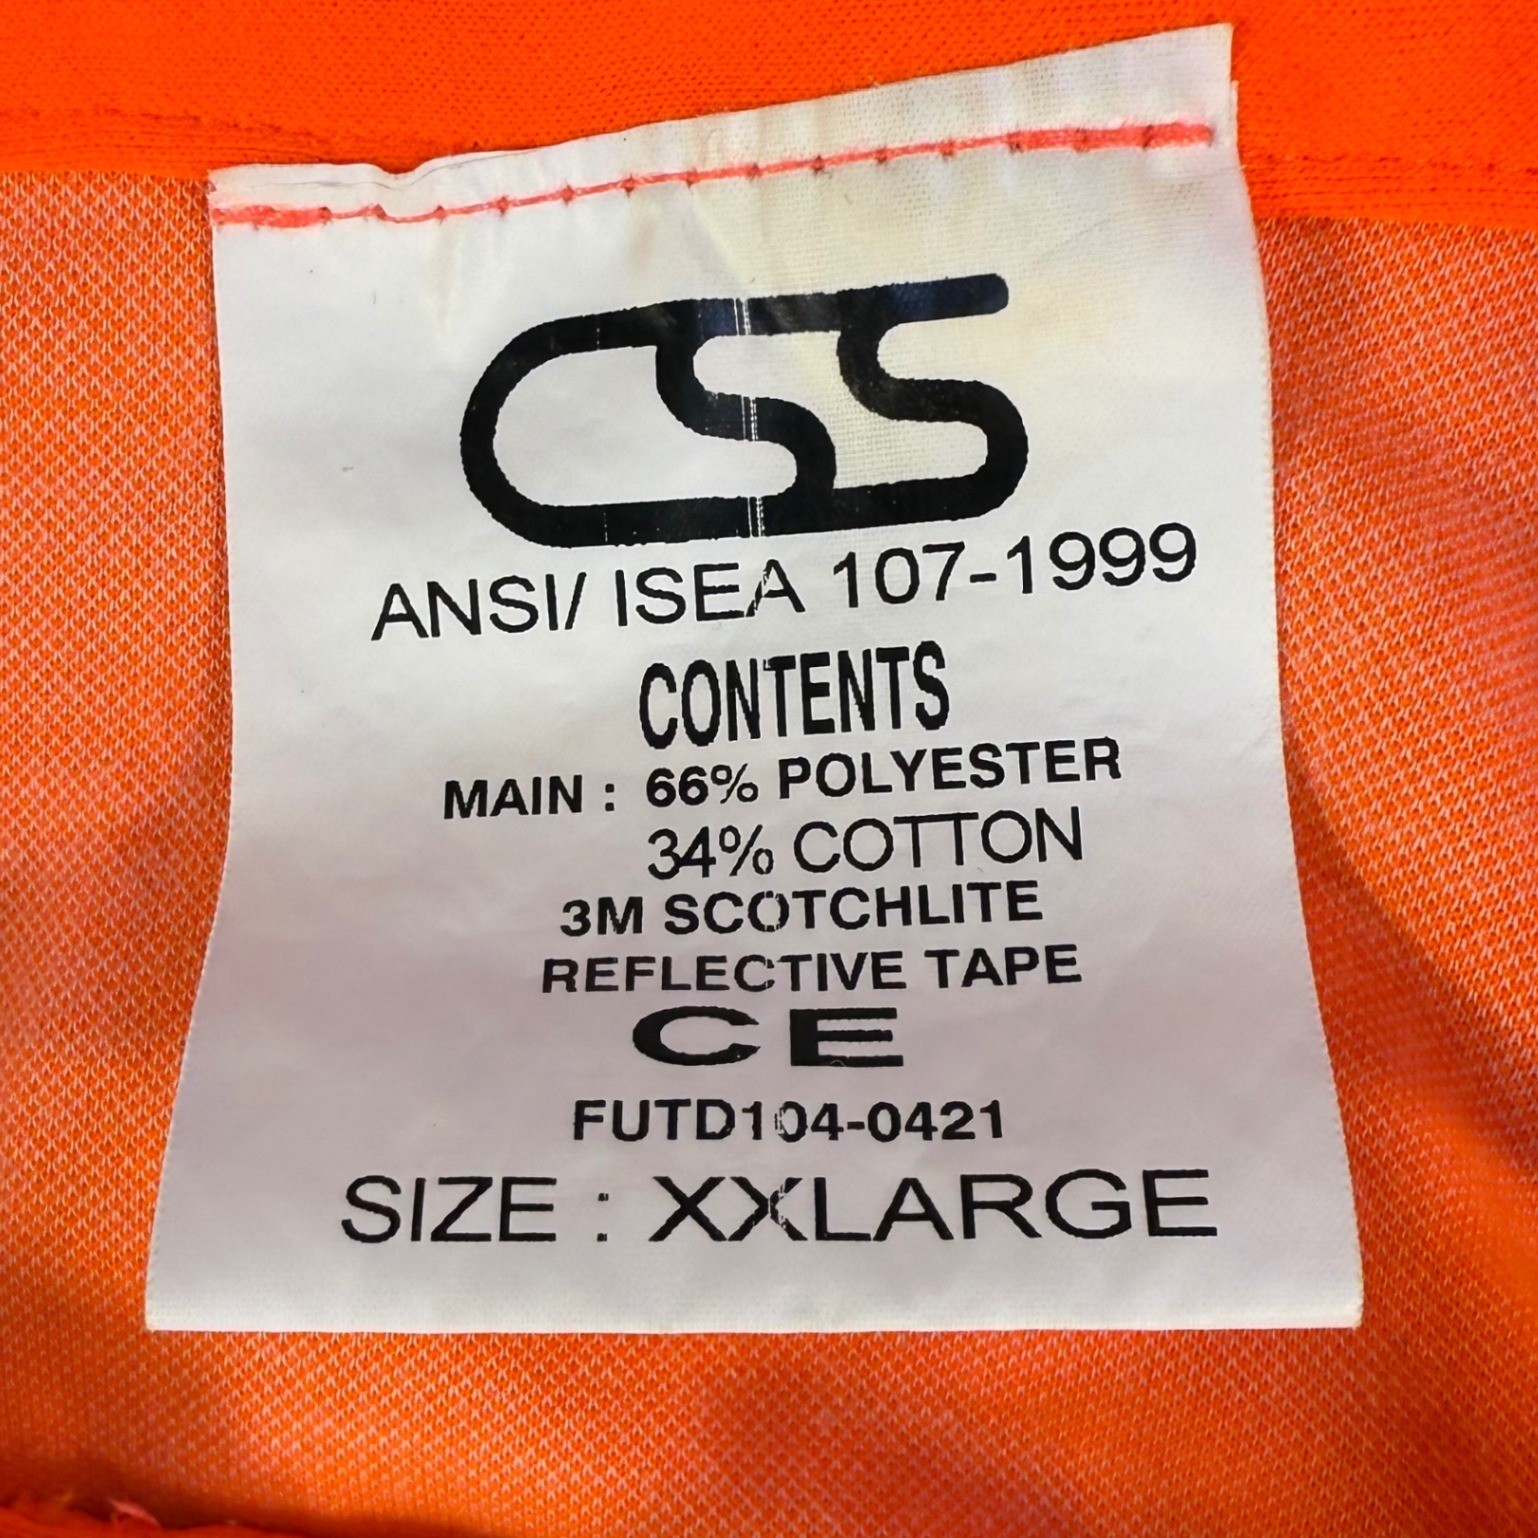 CSS
ANSI/ ISEA 107-1999
CONTENTS
MAIN : 66% POLYESTER
34% COTTON
3M SCOTCHLITE
REFLECTIVE TAPE
CE
FUTD104-0421
SIZE : XXLARGE